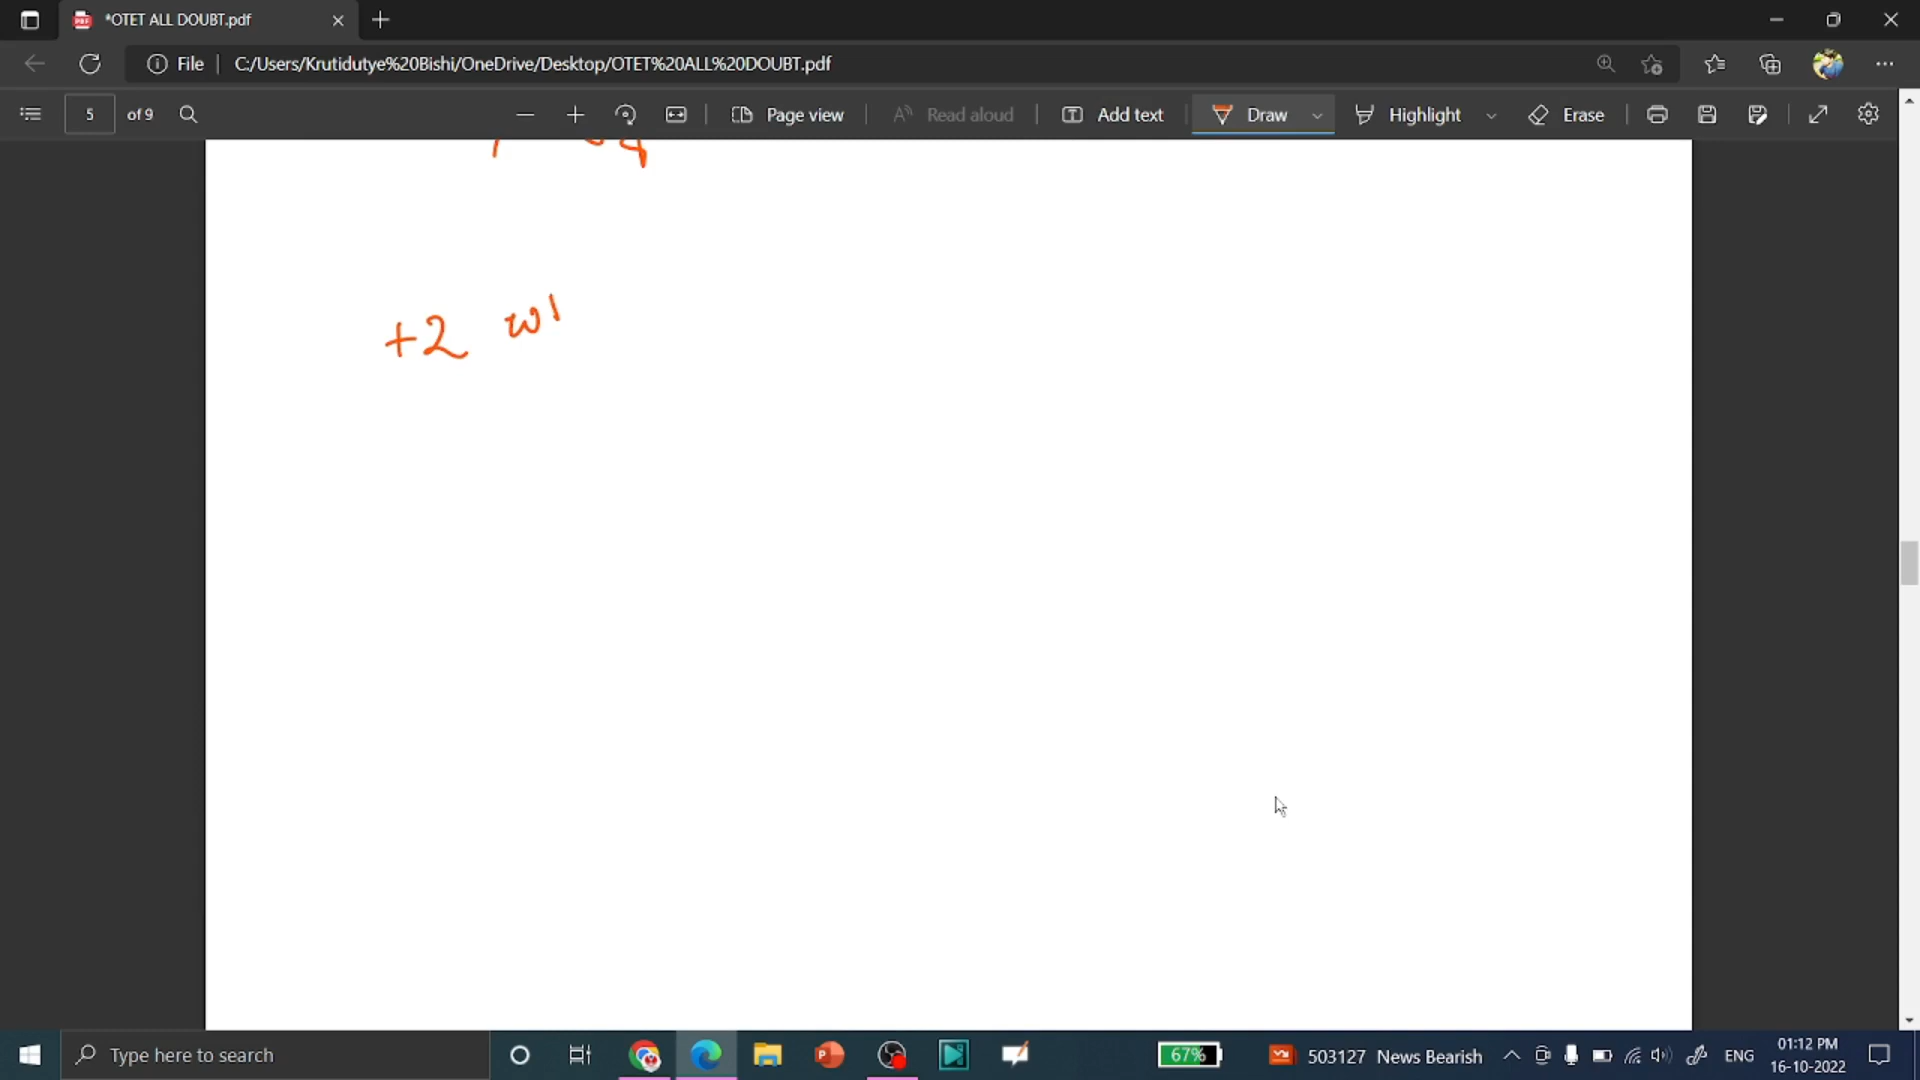 *OTET ALL DOUBT.pdf
File C:/Users/Krutidutye%20Bishi/OneDrive/Desktop/OTET%20ALL%20DOUBT.pdf
5 of 9 Page view Read aloud Add text Draw Highlight Erase
+2
Type here to search 67% 503127 News Bearish ENG 01:12 PM
16-10-2022